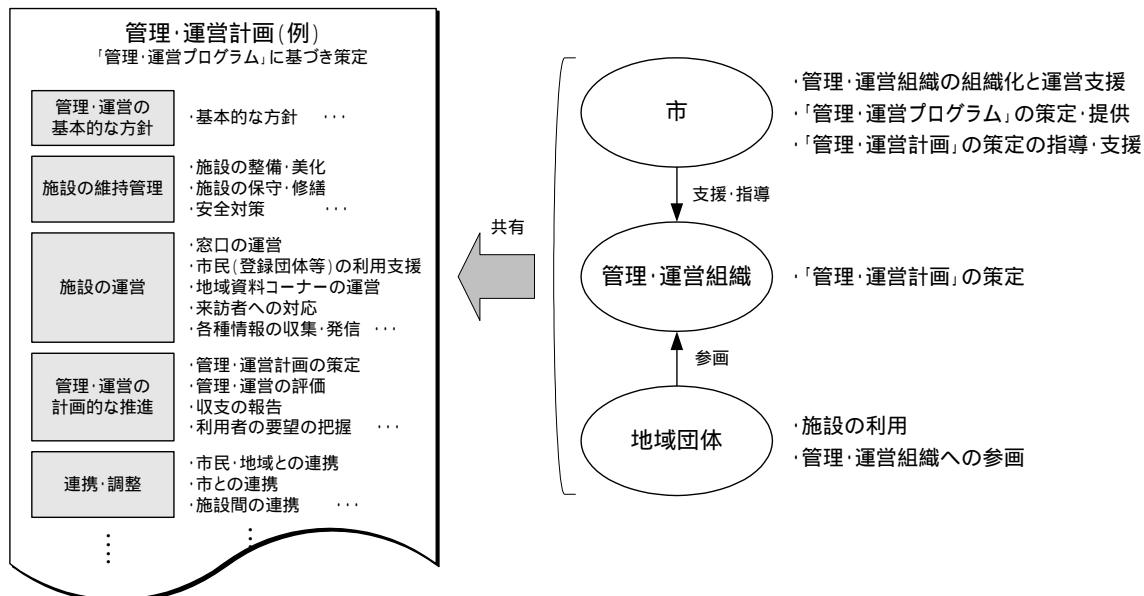 管理・運営計画(例)
「管理・運営プログラム」に基づき策定
管理・運営の
基本的な方針
・基本的な方針 ・・・
施設の維持管理
・施設の整備・美化
・施設の保守・修繕
・安全対策 ・・・
施設の運営
・窓口の運営
・市民(登録団体等)の利用支援
・地域資料コーナーの運営
・来訪者への対応
・各種情報の収集・発信 ・・・
管理・運営の
計画的な推進
・管理・運営計画の策定
・管理・運営の評価
・収支の報告
・利用者の要望の把握 ・・・
連携・調整
・市民・地域との連携
・市との連携
・施設間の連携 ・・・
共有
市
・管理・運営組織の組織化と運営支援
・「管理・運営プログラム」の策定・提供
・「管理・運営計画」の策定の指導・支援
支援・指導
管理・運営組織
・「管理・運営計画」の策定
参画
地域団体
・施設の利用
・管理・運営組織への参画